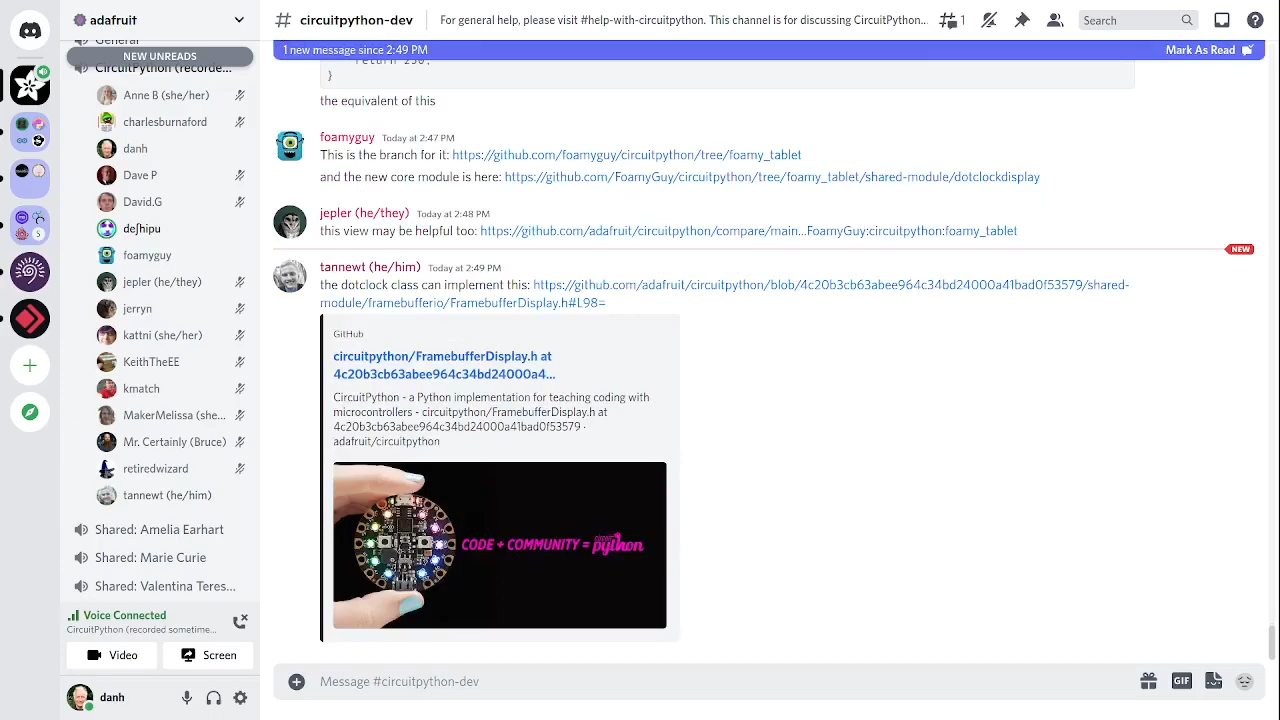 adafruit
circuitpython-dev
For general help, please visit #help-with-circuitpython. This channel is for discussing CircuitPython...
1
Search
General
NEW UNREADS
CircuitPython (recorde...
Anne B (she/her)
charlesburnaford
danh
Dave P
David.G
deʃhipu
foamyguy
jepler (he/they)
jerryn
kattni (she/her)
KeithTheEE
kmatch
MakerMelissa (she...
Mr. Certainly (Bruce)
retiredwizard
tannewt (he/him)
Shared: Amelia Earhart
Shared: Marie Curie
Shared: Valentina Teres...
Voice Connected
CircuitPython (recorded sometime...
Video
Screen
danh
1 new message since 2:49 PM
Mark As Read
return 250;
}
the equivalent of this
foamyguy Today at 2:47 PM
This is the branch for it: https://github.com/foamyguy/circuitpython/tree/foamy_tablet
and the new core module is here: https://github.com/FoamyGuy/circuitpython/tree/foamy_tablet/shared-module/dotclockdisplay
jepler (he/they) Today at 2:48 PM
this view may be helpful too: https://github.com/adafruit/circuitpython/compare/main...FoamyGuy:circuitpython:foamy_tablet
NEW
tannewt (he/him) Today at 2:49 PM
the dotclock class can implement this: https://github.com/adafruit/circuitpython/blob/4c20b3cb63abee964c34bd24000a41bad0f53579/shared-
module/framebufferio/FramebufferDisplay.h#L98=
GitHub
circuitpython/FramebufferDisplay.h at
4c20b3cb63abee964c34bd24000a4...
CircuitPython - a Python implementation for teaching coding with
microcontrollers - circuitpython/FramebufferDisplay.h at
4c20b3cb63abee964c34bd24000a41bad0f53579 ·
adafruit/circuitpython
CODE + COMMUNITY = circuit python
Message #circuitpython-dev
GIF